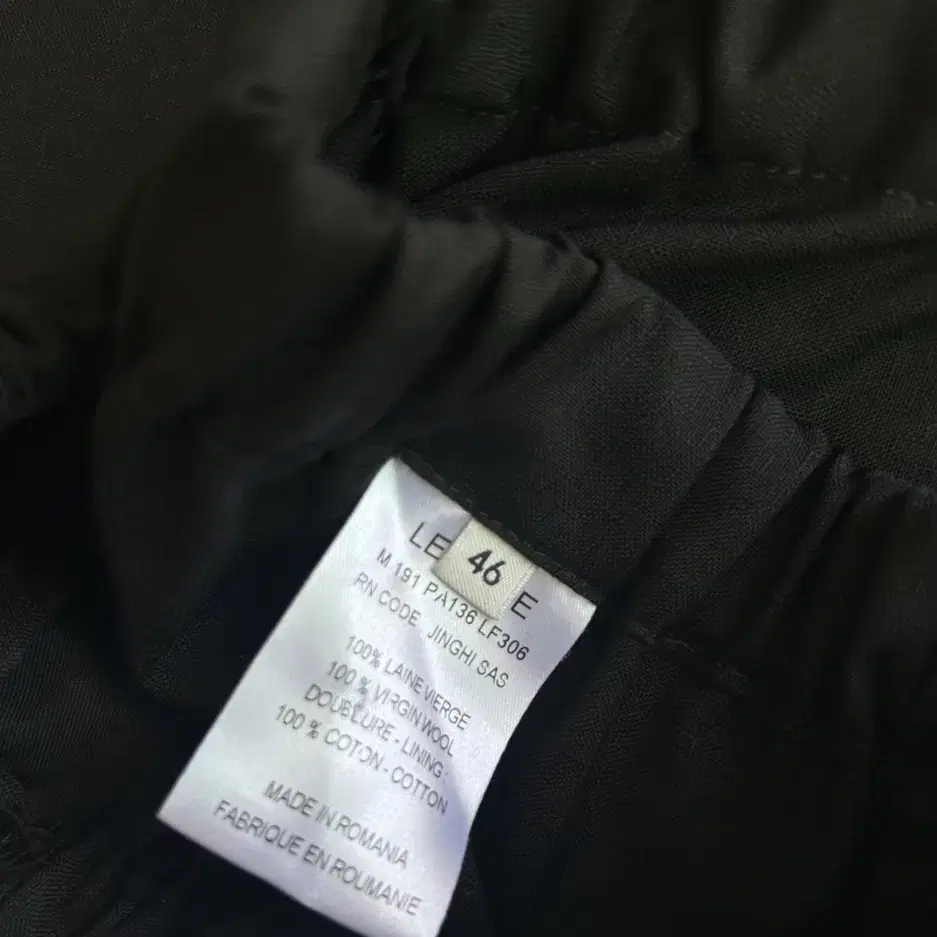 LE 46 E
M 191 PA136 LF306
RN CODE JINGHI SAS
100% LAINE VIERGE
100 % VIRGIN WOOL
DOUBLURE - LINING
100 % COTON - COTTON
MADE IN ROMANIA
FABRIQUE EN ROUMANIE